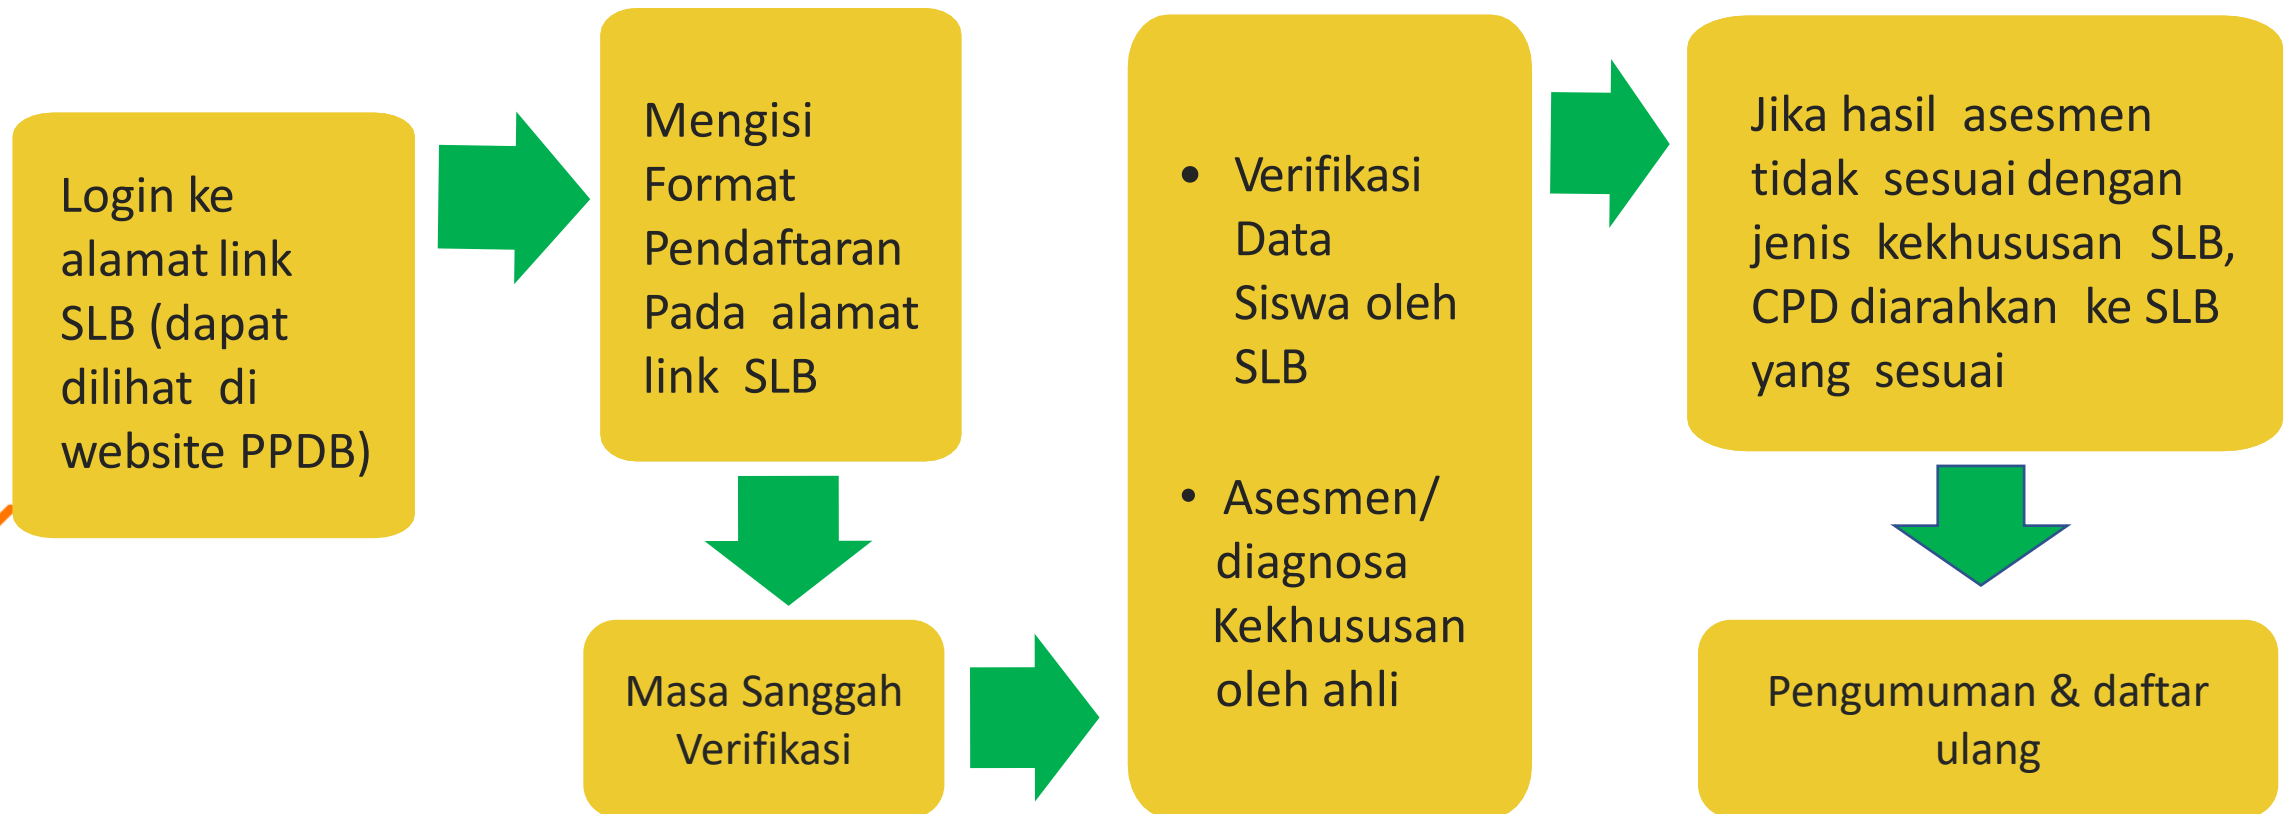 Login ke
alamat link
SLB (dapat
dilihat di
website PPDB)
Mengisi
Format
Pendaftaran
Pada alamat
link SLB
Masa Sanggah
Verifikasi
• Verifikasi
Data
Siswa oleh
SLB
• Asesmen/
diagnosa
Kekhususan
oleh ahli
Jika hasil asesmen
tidak sesuai dengan
jenis kekhususan SLB,
CPD diarahkan ke SLB
yang sesuai
Pengumuman & daftar
ulang